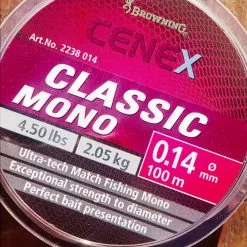 BROWNING
CENEX
Art.No. 2238 014
CLASSIC
MONO
4.50 lbs 2.05 kg
0.14 Ø mm
100 m
Ultra-tech Match Fishing Mono
Exceptional strength to diameter
Perfect bait presentation